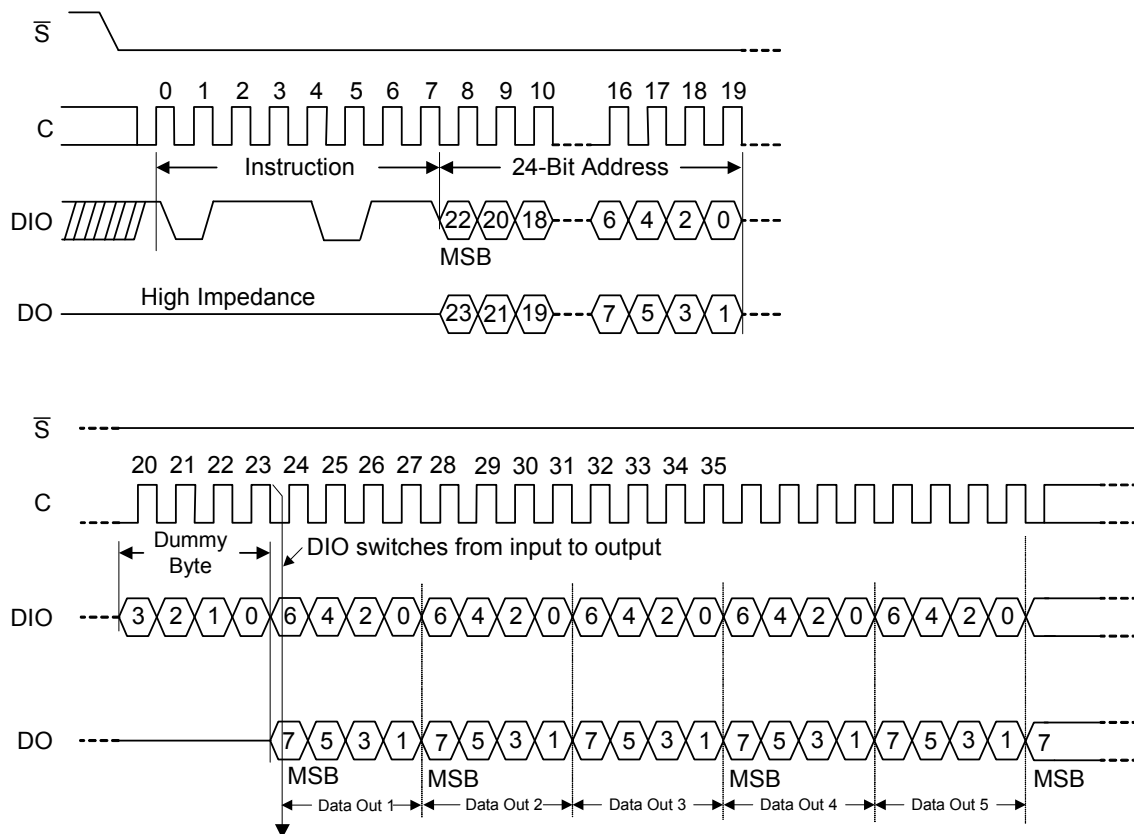 S̅
0 1 2 3 4 5 6 7 8 9 10 16 17 18 19
C
Instruction 24-Bit Address
DIO 22 20 18 6 4 2 0
MSB
High Impedance
DO 23 21 19 7 5 3 1
S̅
20 21 22 23 24 25 26 27 28 29 30 31 32 33 34 35
C
Dummy
Byte
DIO switches from input to output
DIO 3 2 1 0 6 4 2 0 6 4 2 0 6 4 2 0 6 4 2 0 6 4 2 0
DO 7 5 3 1 7 5 3 1 7 5 3 1 7 5 3 1 7 5 3 1 7
MSB MSB MSB MSB
Data Out 1 Data Out 2 Data Out 3 Data Out 4 Data Out 5